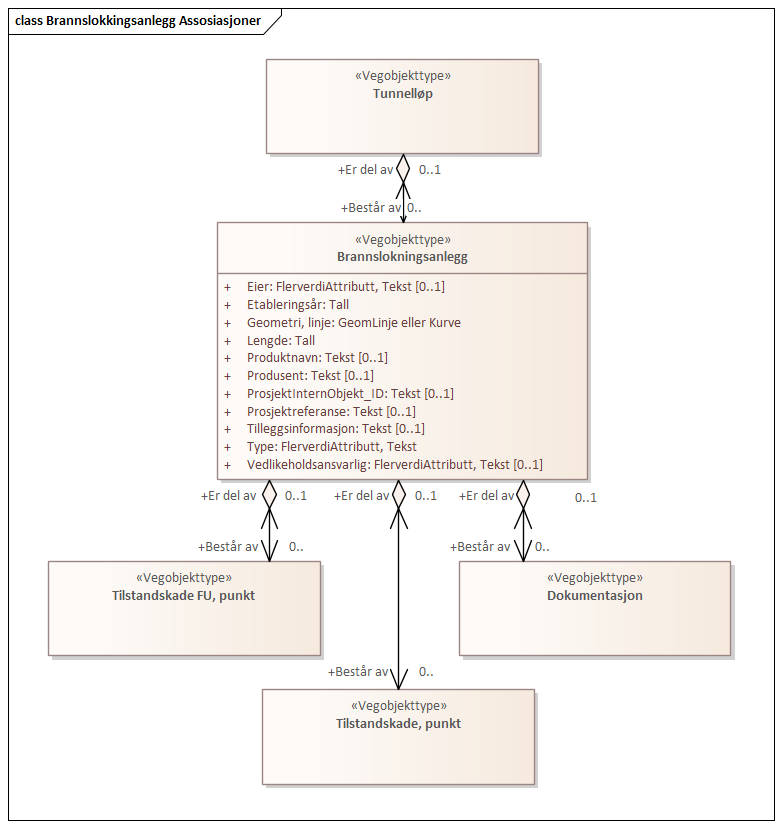 class Brannslokkingsanlegg Assosiasjoner
«Vegobjekttype»
Tunnelløp
+Er del av 0..1
+Består av 0..
«Vegobjekttype»
Brannslokningsanlegg
+ Eier: FlerverdiAttributt, Tekst [0..1]
+ Etableringsår: Tall
+ Geometri, linje: GeomLinje eller Kurve
+ Lengde: Tall
+ Produktnavn: Tekst [0..1]
+ Produsent: Tekst [0..1]
+ ProsjektInternObjekt_ID: Tekst [0..1]
+ Prosjektreferanse: Tekst [0..1]
+ Tilleggsinformasjon: Tekst [0..1]
+ Type: FlerverdiAttributt, Tekst
+ Vedlikeholdsansvarlig: FlerverdiAttributt, Tekst [0..1]
+Er del av 0..1 +Er del av 0..1 +Er del av 0..1
+Består av 0.. +Består av 0..
«Vegobjekttype»
Tilstandskade FU, punkt
«Vegobjekttype»
Dokumentasjon
+Består av 0..
«Vegobjekttype»
Tilstandskade, punkt